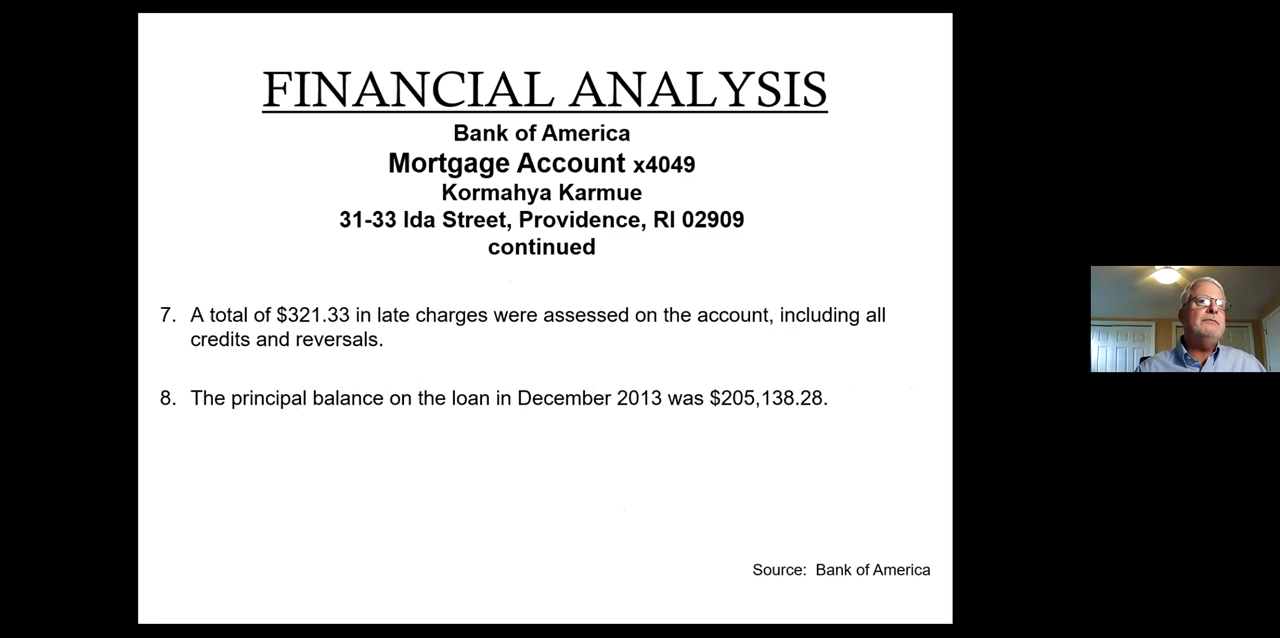 FINANCIAL ANALYSIS
Bank of America
Mortgage Account x4049
Kormahya Karmue
31-33 Ida Street, Providence, RI 02909
continued
7. A total of $321.33 in late charges were assessed on the account, including all
credits and reversals.
8. The principal balance on the loan in December 2013 was $205,138.28.
Source: Bank of America